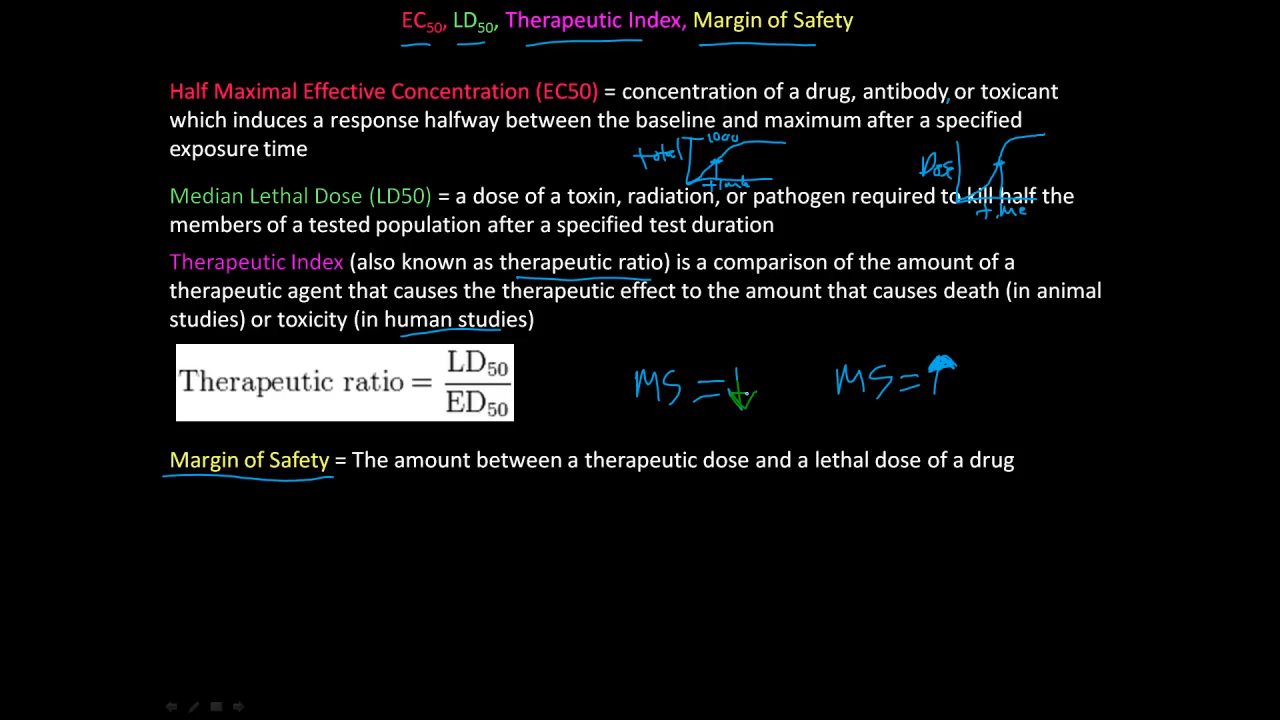 EC50, LD50, Therapeutic Index, Margin of Safety
Half Maximal Effective Concentration (EC50) = concentration of a drug, antibody, or toxicant
which induces a response halfway between the baseline and maximum after a specified
exposure time
total
1000
time
Dose
time
Median Lethal Dose (LD50) = a dose of a toxin, radiation, or pathogen required to kill half the
members of a tested population after a specified test duration
Therapeutic Index (also known as therapeutic ratio) is a comparison of the amount of a
therapeutic agent that causes the therapeutic effect to the amount that causes death (in animal
studies) or toxicity (in human studies)
Therapeutic ratio = LD50
ED50
MS = ↓
MS = ↑
Margin of Safety = The amount between a therapeutic dose and a lethal dose of a drug